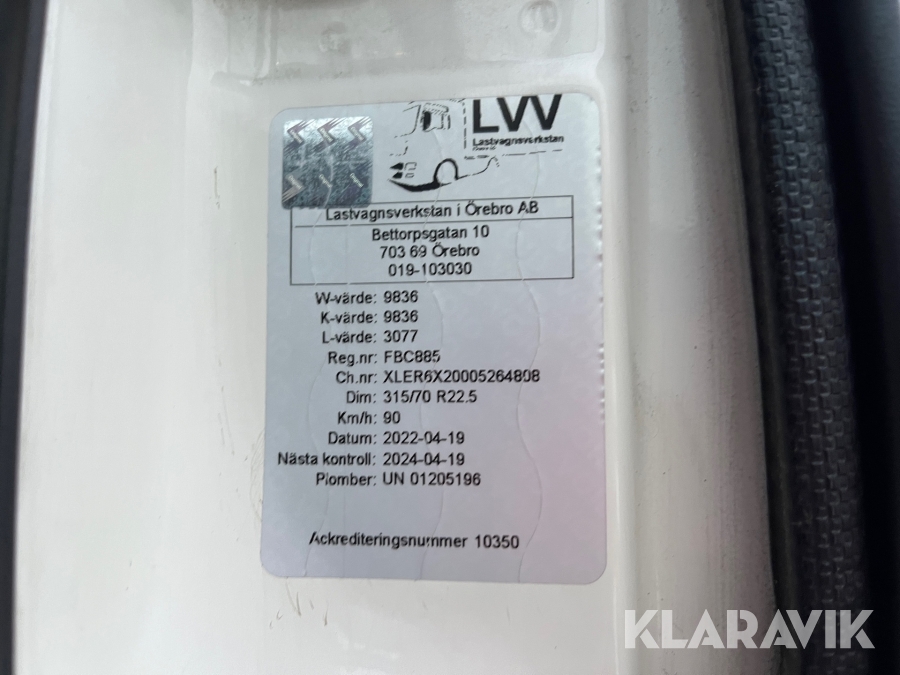 LVV
Lastvagnsverkstan
Lastvagnsverkstan i Örebro AB
Bettorpsgatan 10
703 69 Örebro
019-103030
W-värde: 9836
K-värde: 9836
L-värde: 3077
Reg.nr: FBC885
Ch.nr: XLER6X20005264808
Dim: 315/70 R22.5
Km/h: 90
Datum: 2022-04-19
Nästa kontroll: 2024-04-19
Plomber: UN 01205196
Ackrediteringsnummer 10350
KLARAVIK